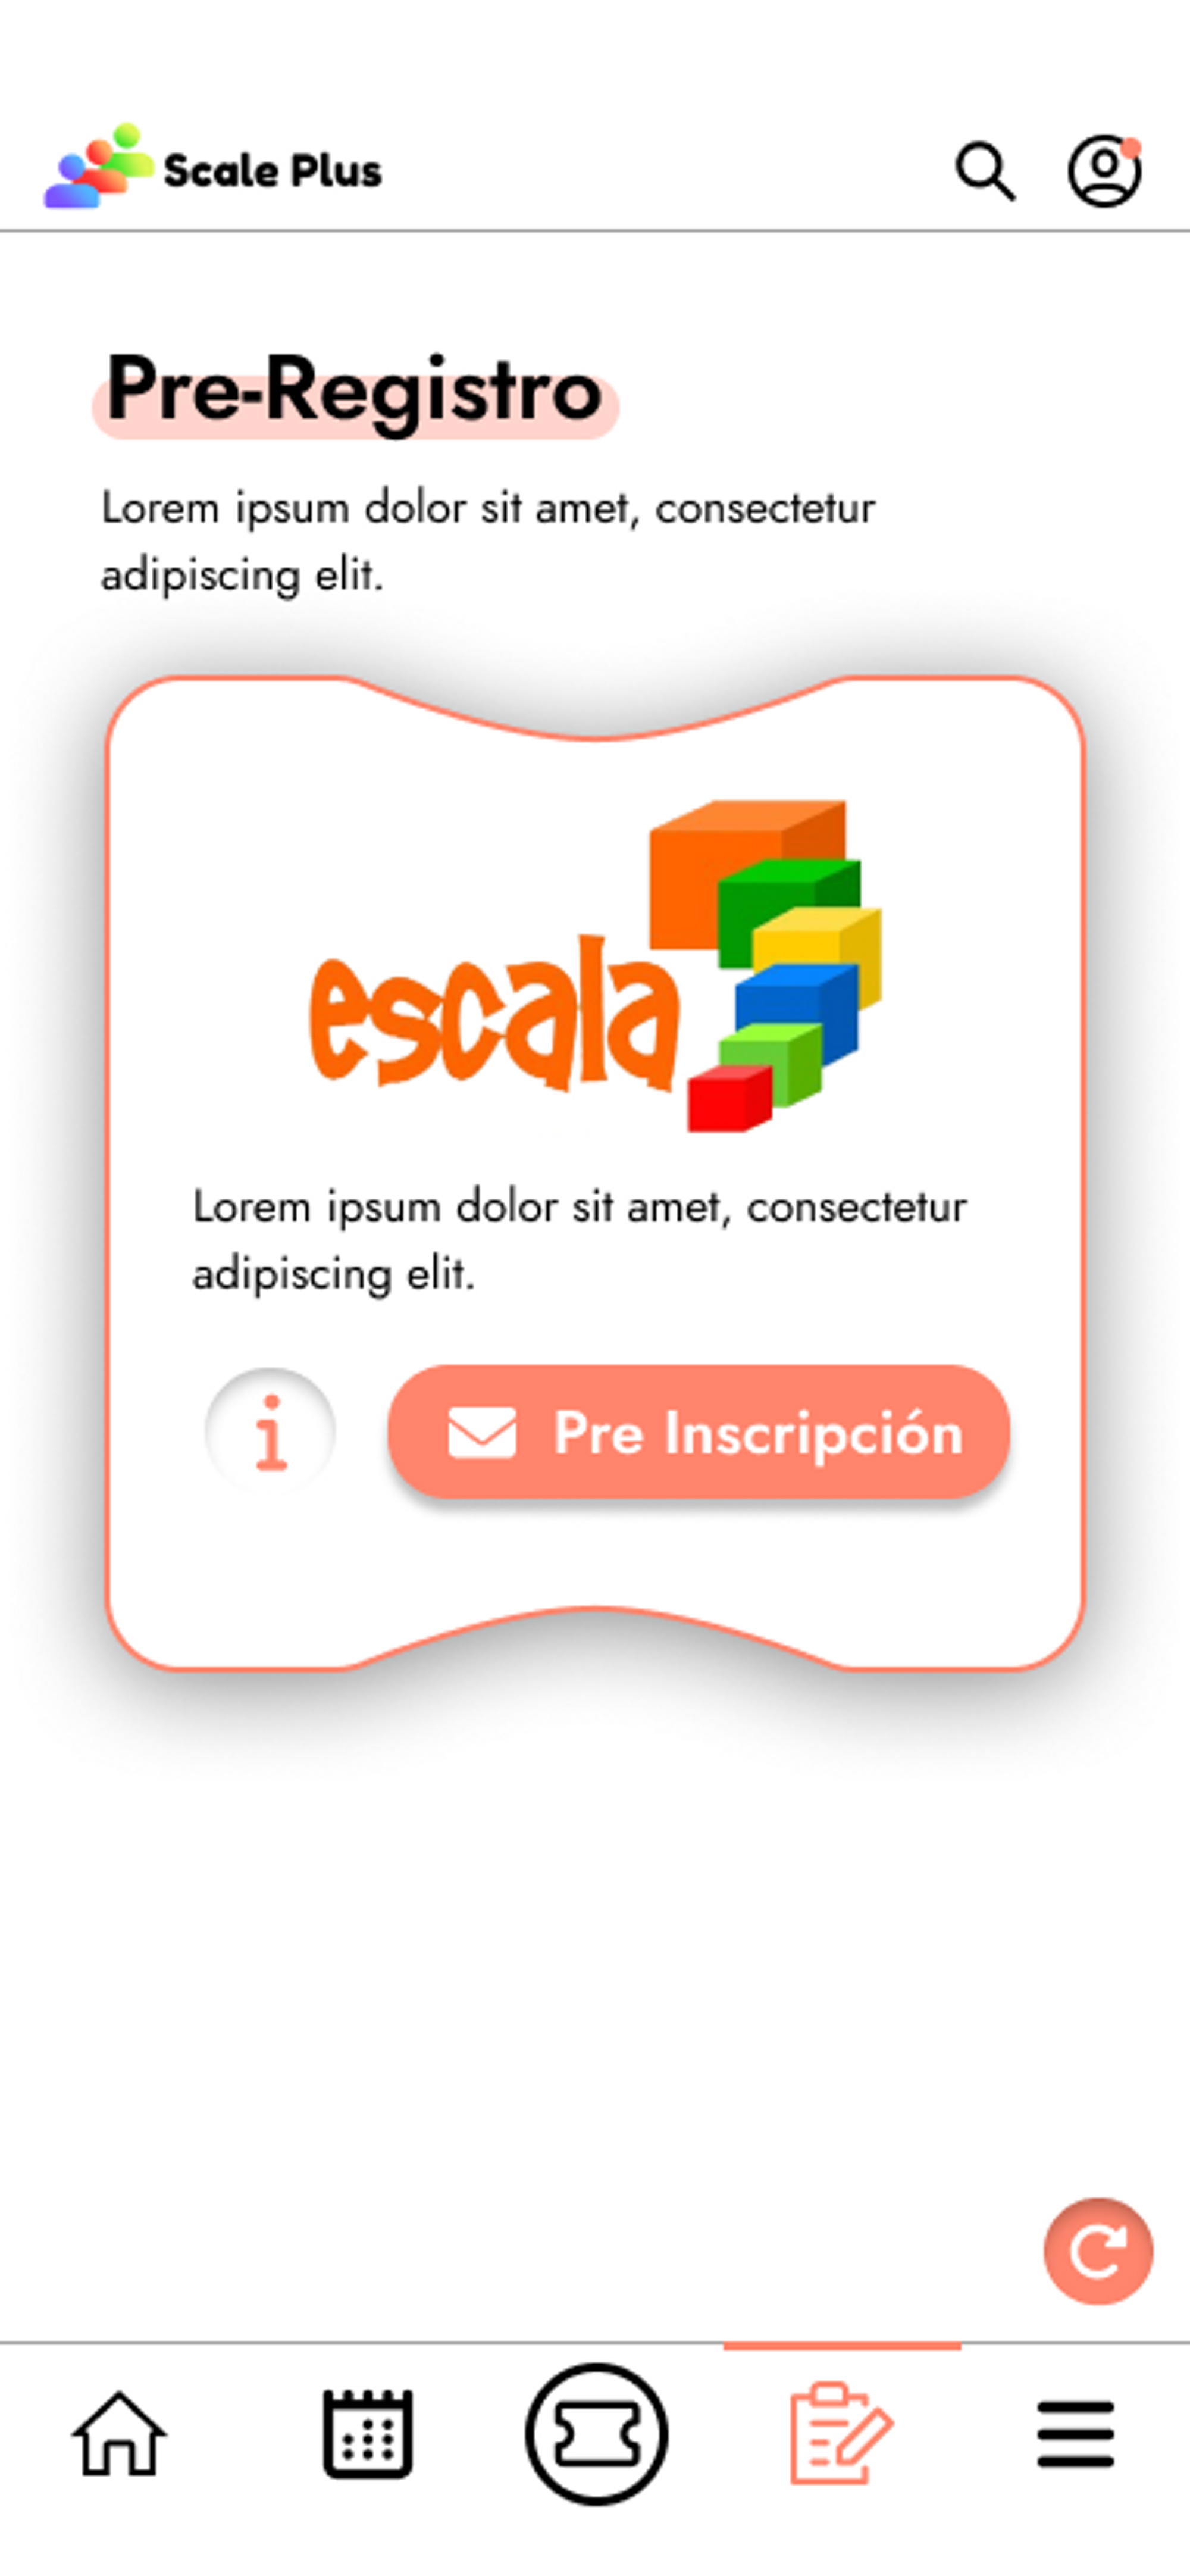 Scale Plus
Pre-Registro
Lorem ipsum dolor sit amet, consectetur
adipiscing elit.
escala
Lorem ipsum dolor sit amet, consectetur
adipiscing elit.
i
Pre Inscripción